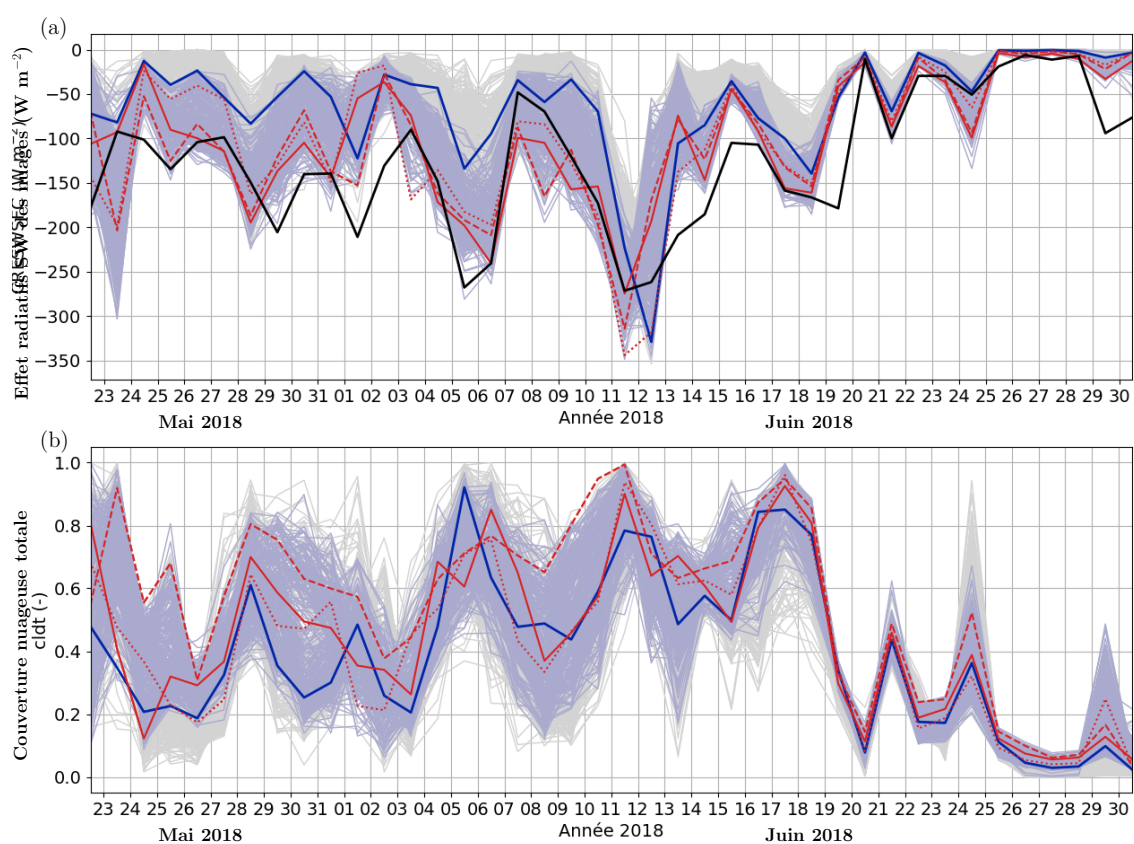 (a)
Effet radiatif SW des nuages (W m−2)
0
−50
−100
−150
−200
−250
−300
−350
23 24 25 26 27 28 29 30 31 01 02 03 04 05 06 07 08 09 10 11 12 13 14 15 16 17 18 19 20 21 22 23 24 25 26 27 28 29 30
Année 2018
Mai 2018
Juin 2018
(b)
Couverture nuageuse totale
cldt (-)
1.0
0.8
0.6
0.4
0.2
0.0
23 24 25 26 27 28 29 30 31 01 02 03 04 05 06 07 08 09 10 11 12 13 14 15 16 17 18 19 20 21 22 23 24 25 26 27 28 29 30
Année 2018
Mai 2018
Juin 2018